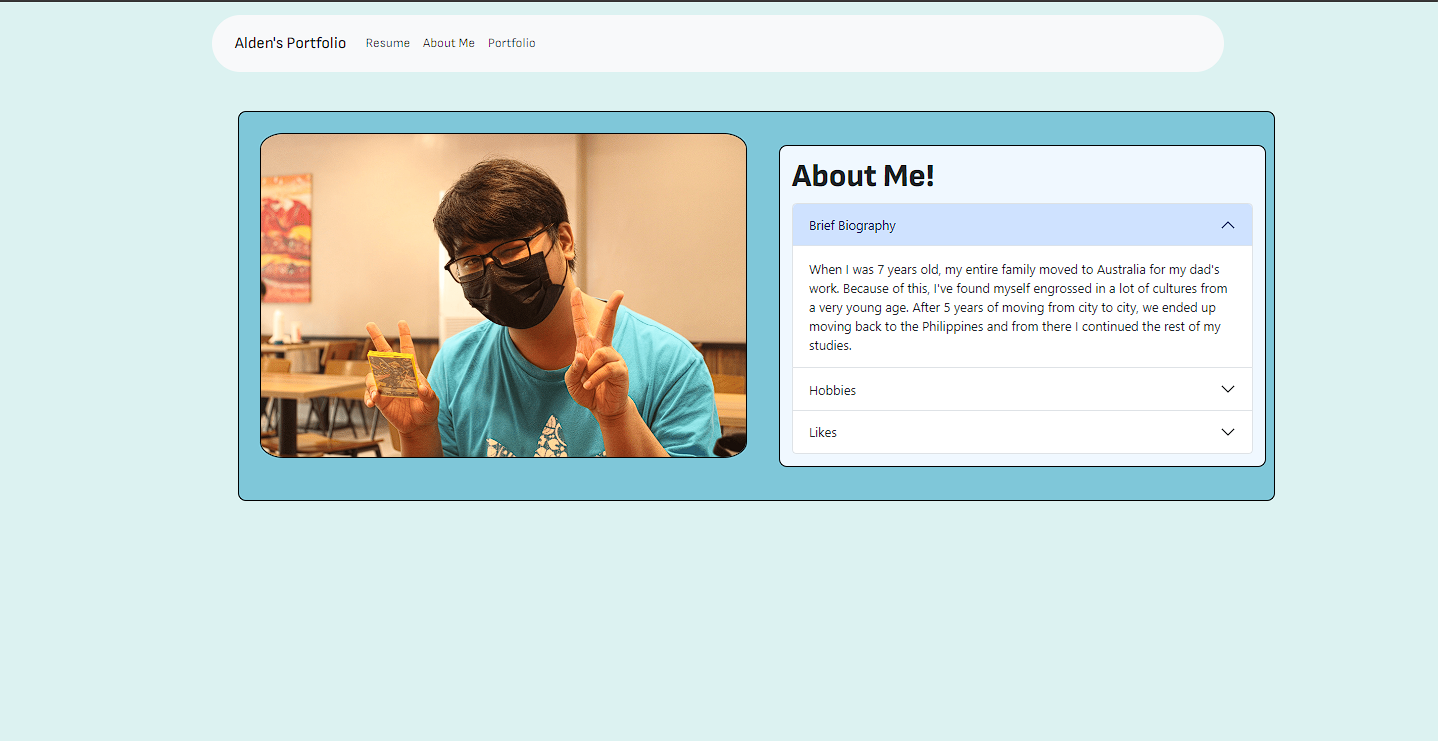 Alden's Portfolio Resume About Me Portfolio
About Me!
Brief Biography
When I was 7 years old, my entire family moved to Australia for my dad's
work. Because of this, I've found myself engrossed in a lot of cultures from
a very young age. After 5 years of moving from city to city, we ended up
moving back to the Philippines and from there I continued the rest of my
studies.
Hobbies
Likes